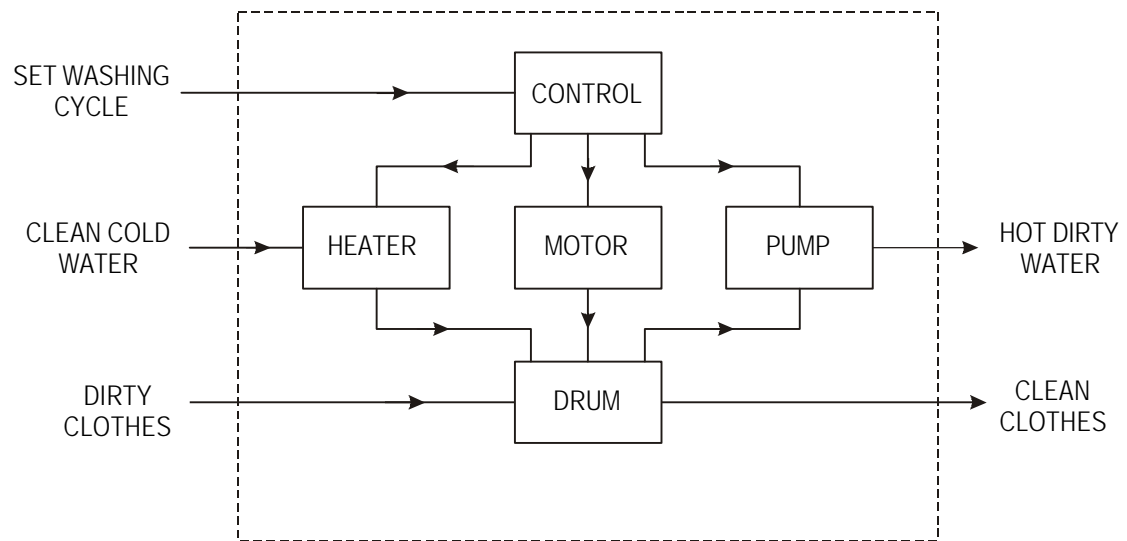 SET WASHING
CYCLE
CONTROL
CLEAN COLD
WATER
HEATER
MOTOR
PUMP
HOT DIRTY
WATER
DIRTY
CLOTHES
DRUM
CLEAN
CLOTHES